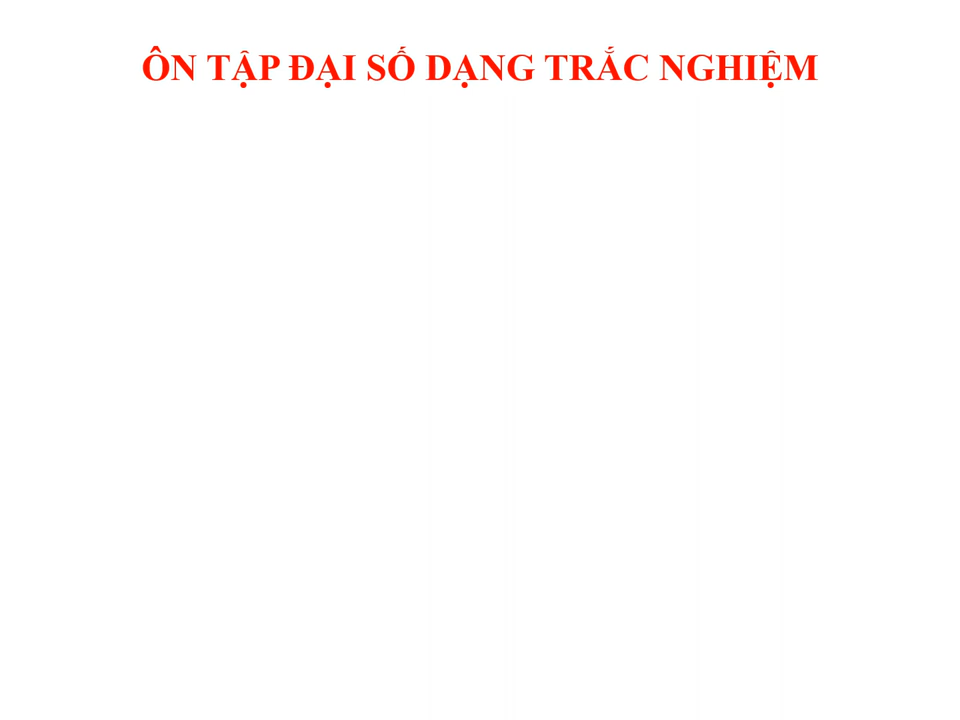 ÔN TẬP ĐẠI SỐ DẠNG TRẮC NGHIỆM